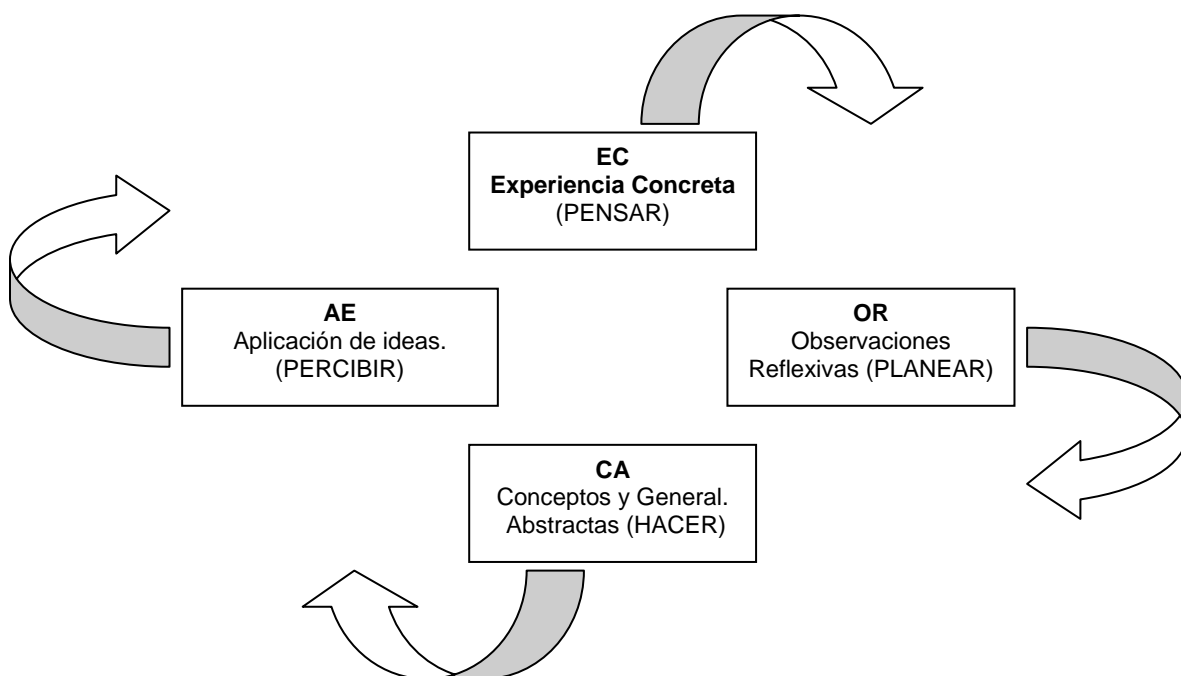 EC
Experiencia Concreta
(PENSAR)
AE
Aplicación de ideas.
(PERCIBIR)
OR
Observaciones
Reflexivas (PLANEAR)
CA
Conceptos y General.
Abstractas (HACER)